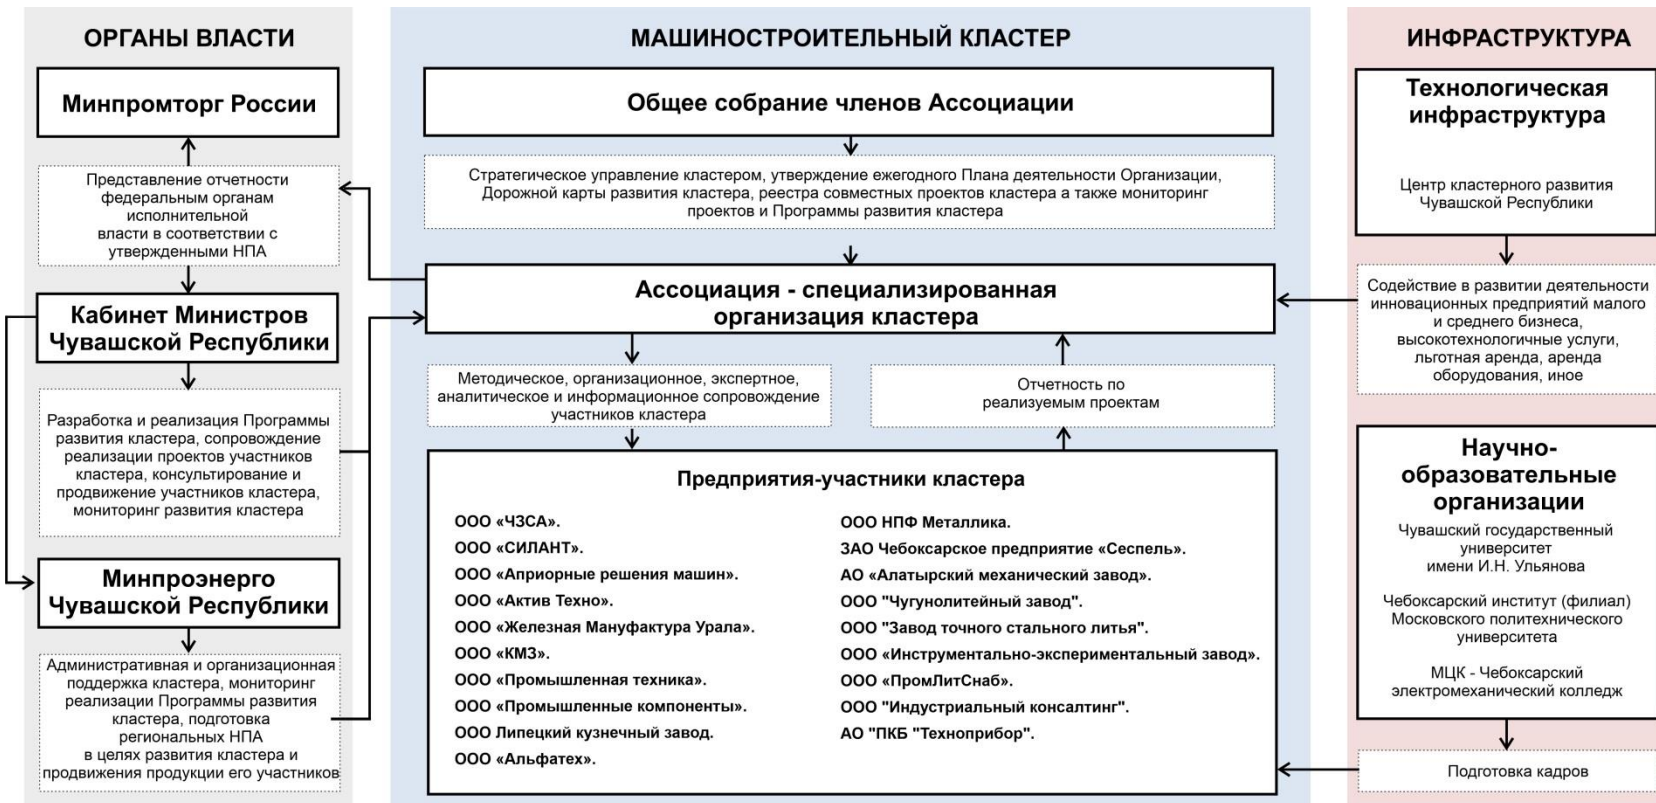 ОРГАНЫ ВЛАСТИ
Минпромторг России
Представление отчетности
федеральным органам
исполнительной
власти в соответствии с
утвержденными НПА
Кабинет Министров
Чувашской Республики
Разработка и реализация Программы
развития кластера, сопровождение
реализации проектов участников
кластера, консультирование и
продвижение участников кластера,
мониторинг развития кластера
Минпроэнерго
Чувашской Республики
Административная и организационная
поддержка кластера, мониторинг
реализации Программы развития
кластера, подготовка
региональных НПА
в целях развития кластера и
продвижения продукции его участников
МАШИНОСТРОИТЕЛЬНЫЙ КЛАСТЕР
Общее собрание членов Ассоциации
Стратегическое управление кластером, утверждение ежегодного Плана деятельности Организации,
Дорожной карты развития кластера, реестра совместных проектов кластера а также мониторинг
проектов и Программы развития кластера
Ассоциация - специализированная
организация кластера
Методическое, организационное, экспертное,
аналитическое и информационное сопровождение
участников кластера
Отчетность по
реализуемым проектам
Предприятия-участники кластера
ООО «ЧЗСА».
ООО «СИЛАНТ».
ООО «Априорные решения машин».
ООО «Актив Техно».
ООО «Железная Мануфактура Урала».
ООО «КМЗ».
ООО «Промышленная техника».
ООО «Промышленные компоненты».
ООО Липецкий кузнечный завод.
ООО «Альфатех».
ООО НПФ Металлика.
ЗАО Чебоксарское предприятие «Сеспель».
АО «Алатырский механический завод».
ООО "Чугунолитейный завод".
ООО "Завод точного стального литья".
ООО «Инструментально-экспериментальный завод».
ООО «ПромЛитСнаб».
ООО "Индустриальный консалтинг".
АО "ПКБ "Техноприбор".
ИНФРАСТРУКТУРА
Технологическая
инфраструктура
Центр кластерного развития
Чувашской Республики
Содействие в развитии деятельности
инновационных предприятий малого
и среднего бизнеса,
высокотехнологичные услуги,
льготная аренда, аренда
оборудования, иное
Научно-
образовательные
организации
Чувашский государственный
университет
имени И.Н. Ульянова
Чебоксарский институт (филиал)
Московского политехнического
университета
МЦК - Чебоксарский
электромеханический колледж
Подготовка кадров